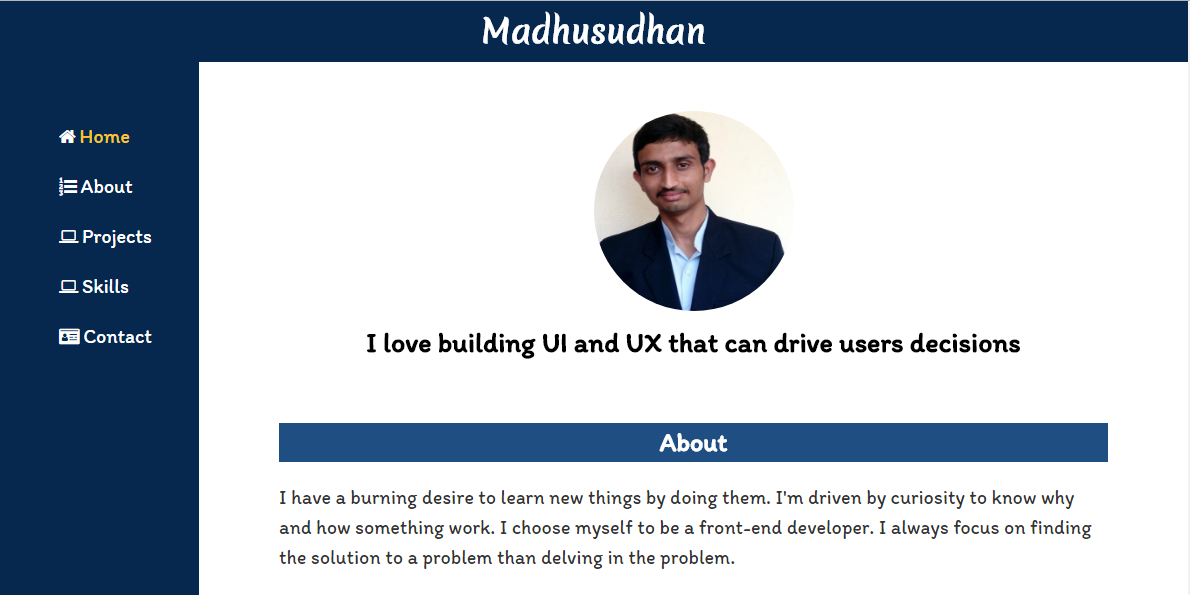 Madhusudhan
Home
About
Projects
Skills
Contact
I love building UI and UX that can drive users decisions
About
I have a burning desire to learn new things by doing them. I'm driven by curiosity to know why
and how something work. I choose myself to be a front-end developer. I always focus on finding
the solution to a problem than delving in the problem.